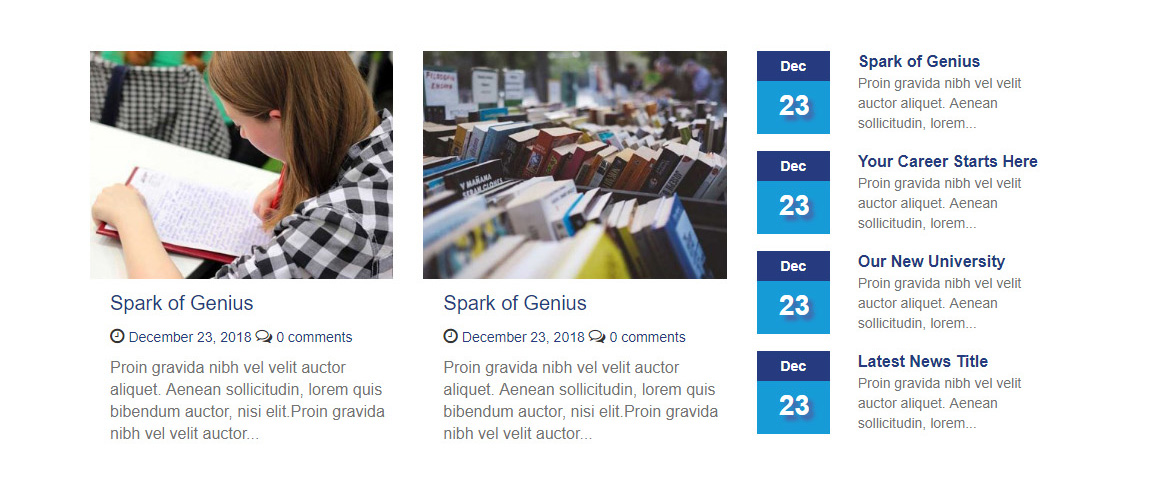 FILOSOFIA
ENSAYO
Y MAÑANA
SERAN CLONES
Spark of Genius
December 23, 2018 0 comments
Proin gravida nibh vel velit auctor
aliquet. Aenean sollicitudin, lorem quis
bibendum auctor, nisi elit.Proin gravida
nibh vel velit auctor...
Spark of Genius
December 23, 2018 0 comments
Proin gravida nibh vel velit auctor
aliquet. Aenean sollicitudin, lorem quis
bibendum auctor, nisi elit.Proin gravida
nibh vel velit auctor...
Dec
23
Spark of Genius
Proin gravida nibh vel velit
auctor aliquet. Aenean
sollicitudin, lorem...
Dec
23
Your Career Starts Here
Proin gravida nibh vel velit
auctor aliquet. Aenean
sollicitudin, lorem...
Dec
23
Our New University
Proin gravida nibh vel velit
auctor aliquet. Aenean
sollicitudin, lorem...
Dec
23
Latest News Title
Proin gravida nibh vel velit
auctor aliquet. Aenean
sollicitudin, lorem...